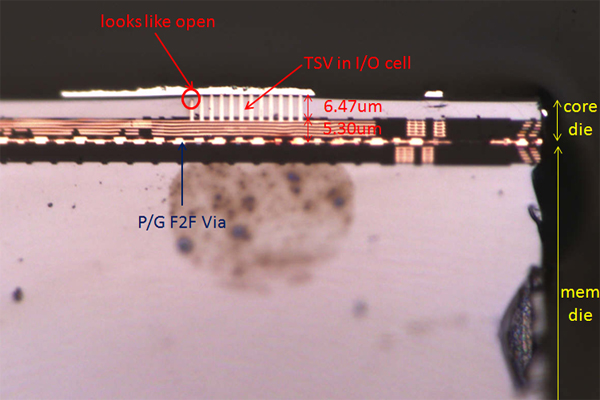 looks like open
TSV in I/O cell
6.47um
5.30um
core
die
P/G F2F Via
mem
die